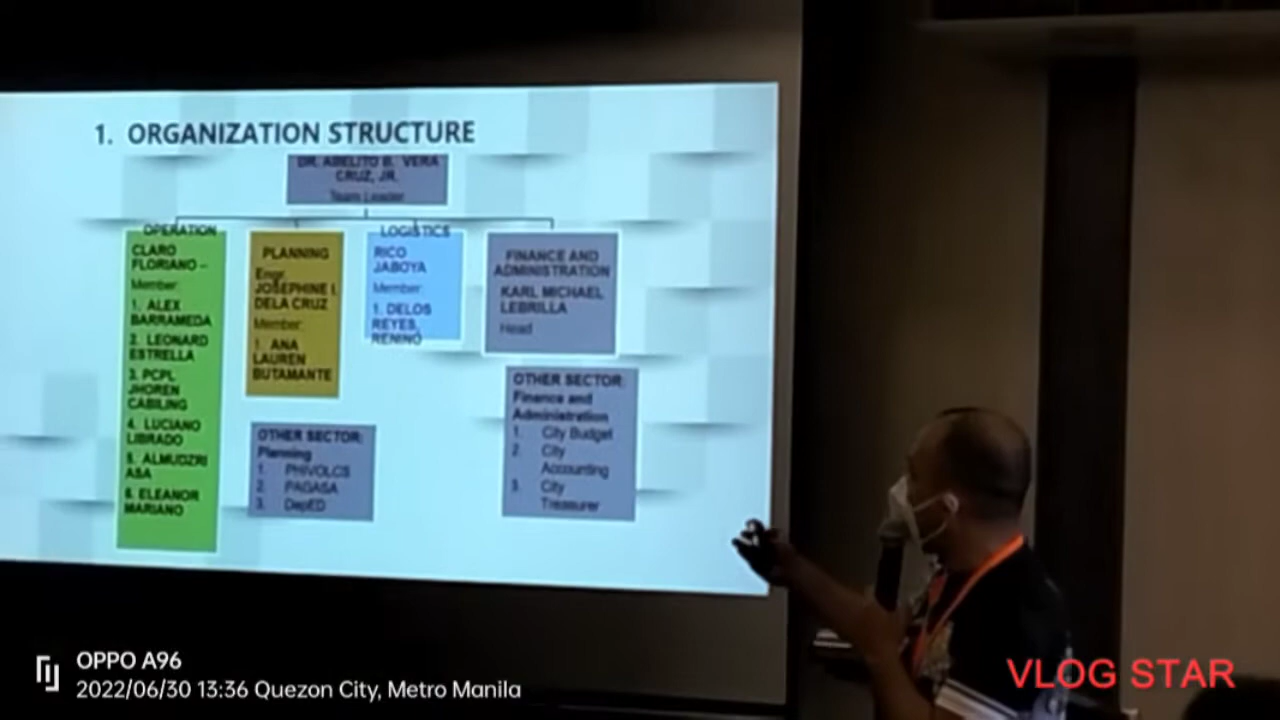 1. ORGANIZATION STRUCTURE
DR. ABELITO B. VERA
CRUZ, JR.
Team Leader
OPERATION
CLARO
FLORIANO –
Member:
1. ALEX
BARRAMEDA
2. LEONARD
ESTRELLA
3. PCPL
JHOREN
CABILING
4. LUCIANO
LIBRADO
5. ALMUDZRI
ASA
6. ELEANOR
MARIANO
PLANNING
Engr.
JOSEPHINE I.
DELA CRUZ
Member:
1. ANA
LAUREN
BUTAMANTE
LOGISTICS
RICO
JABOYA
Member:
1. DELOS
REYES,
RENINO
FINANCE AND
ADMINISTRATION
KARL MICHAEL
LEBRILLA
Head
OTHER SECTOR:
Planning
1. PHIVOLCS
2. PAGASA
3. DepED
OTHER SECTOR:
Finance and
Administration
1. City Budget
2. City
Accounting
3. City
Treasurer
OPPO A96
2022/06/30 13:36 Quezon City, Metro Manila
VLOG STAR